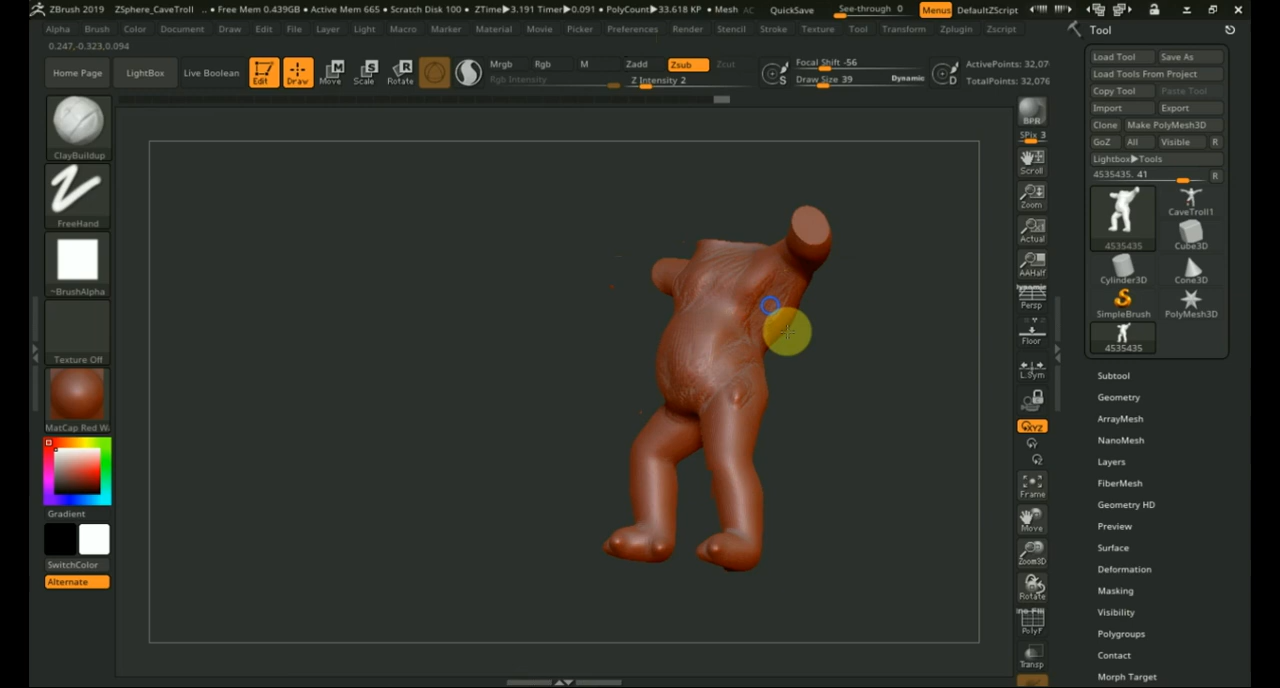 ZBrush 2019 ZSphere_CaveTroll .. • Free Mem 0.439GB • Active Mem 665 • Scratch Disk 100 • ZTime▶3.191 Timer▶0.091 • PolyCount▶33.618 KP • Mesh AC QuickSave See-through 0 Menus DefaultZScript
Alpha Brush Color Document Draw Edit File Layer Light Macro Marker Material Movie Picker Preferences Render Stencil Stroke Texture Tool Transform Zplugin Zscript
0.247,-0.323,0.094
Home Page LightBox Live Boolean Edit Draw Move Scale Rotate
Mrgb Rgb M Zadd Zsub Zcut
Rgb Intensity Z Intensity 2
Focal Shift -56
Draw Size 39 Dynamic
ActivePoints: 32,07
TotalPoints: 32,076
ClayBuildup
FreeHand
~BrushAlpha
Texture Off
MatCap Red Wa
Gradient
SwitchColor
Alternate
BPR
SPix 3
Scroll
Zoom
Actual
AAHalf
Dynamic
Persp
Floor
L.Sym
XYZ
Frame
Move
Zoom3D
Rotate
Line Fill
PolyF
Transp
Tool
Load Tool Save As
Load Tools From Project
Copy Tool Paste Tool
Import Export
Clone Make PolyMesh3D
GoZ All Visible R
Lightbox▶Tools
4535435. 41 R
4535435 CaveTroll1
Cube3D
Cylinder3D Cone3D
SimpleBrush PolyMesh3D
4535435
Subtool
Geometry
ArrayMesh
NanoMesh
Layers
FiberMesh
Geometry HD
Preview
Surface
Deformation
Masking
Visibility
Polygroups
Contact
Morph Target